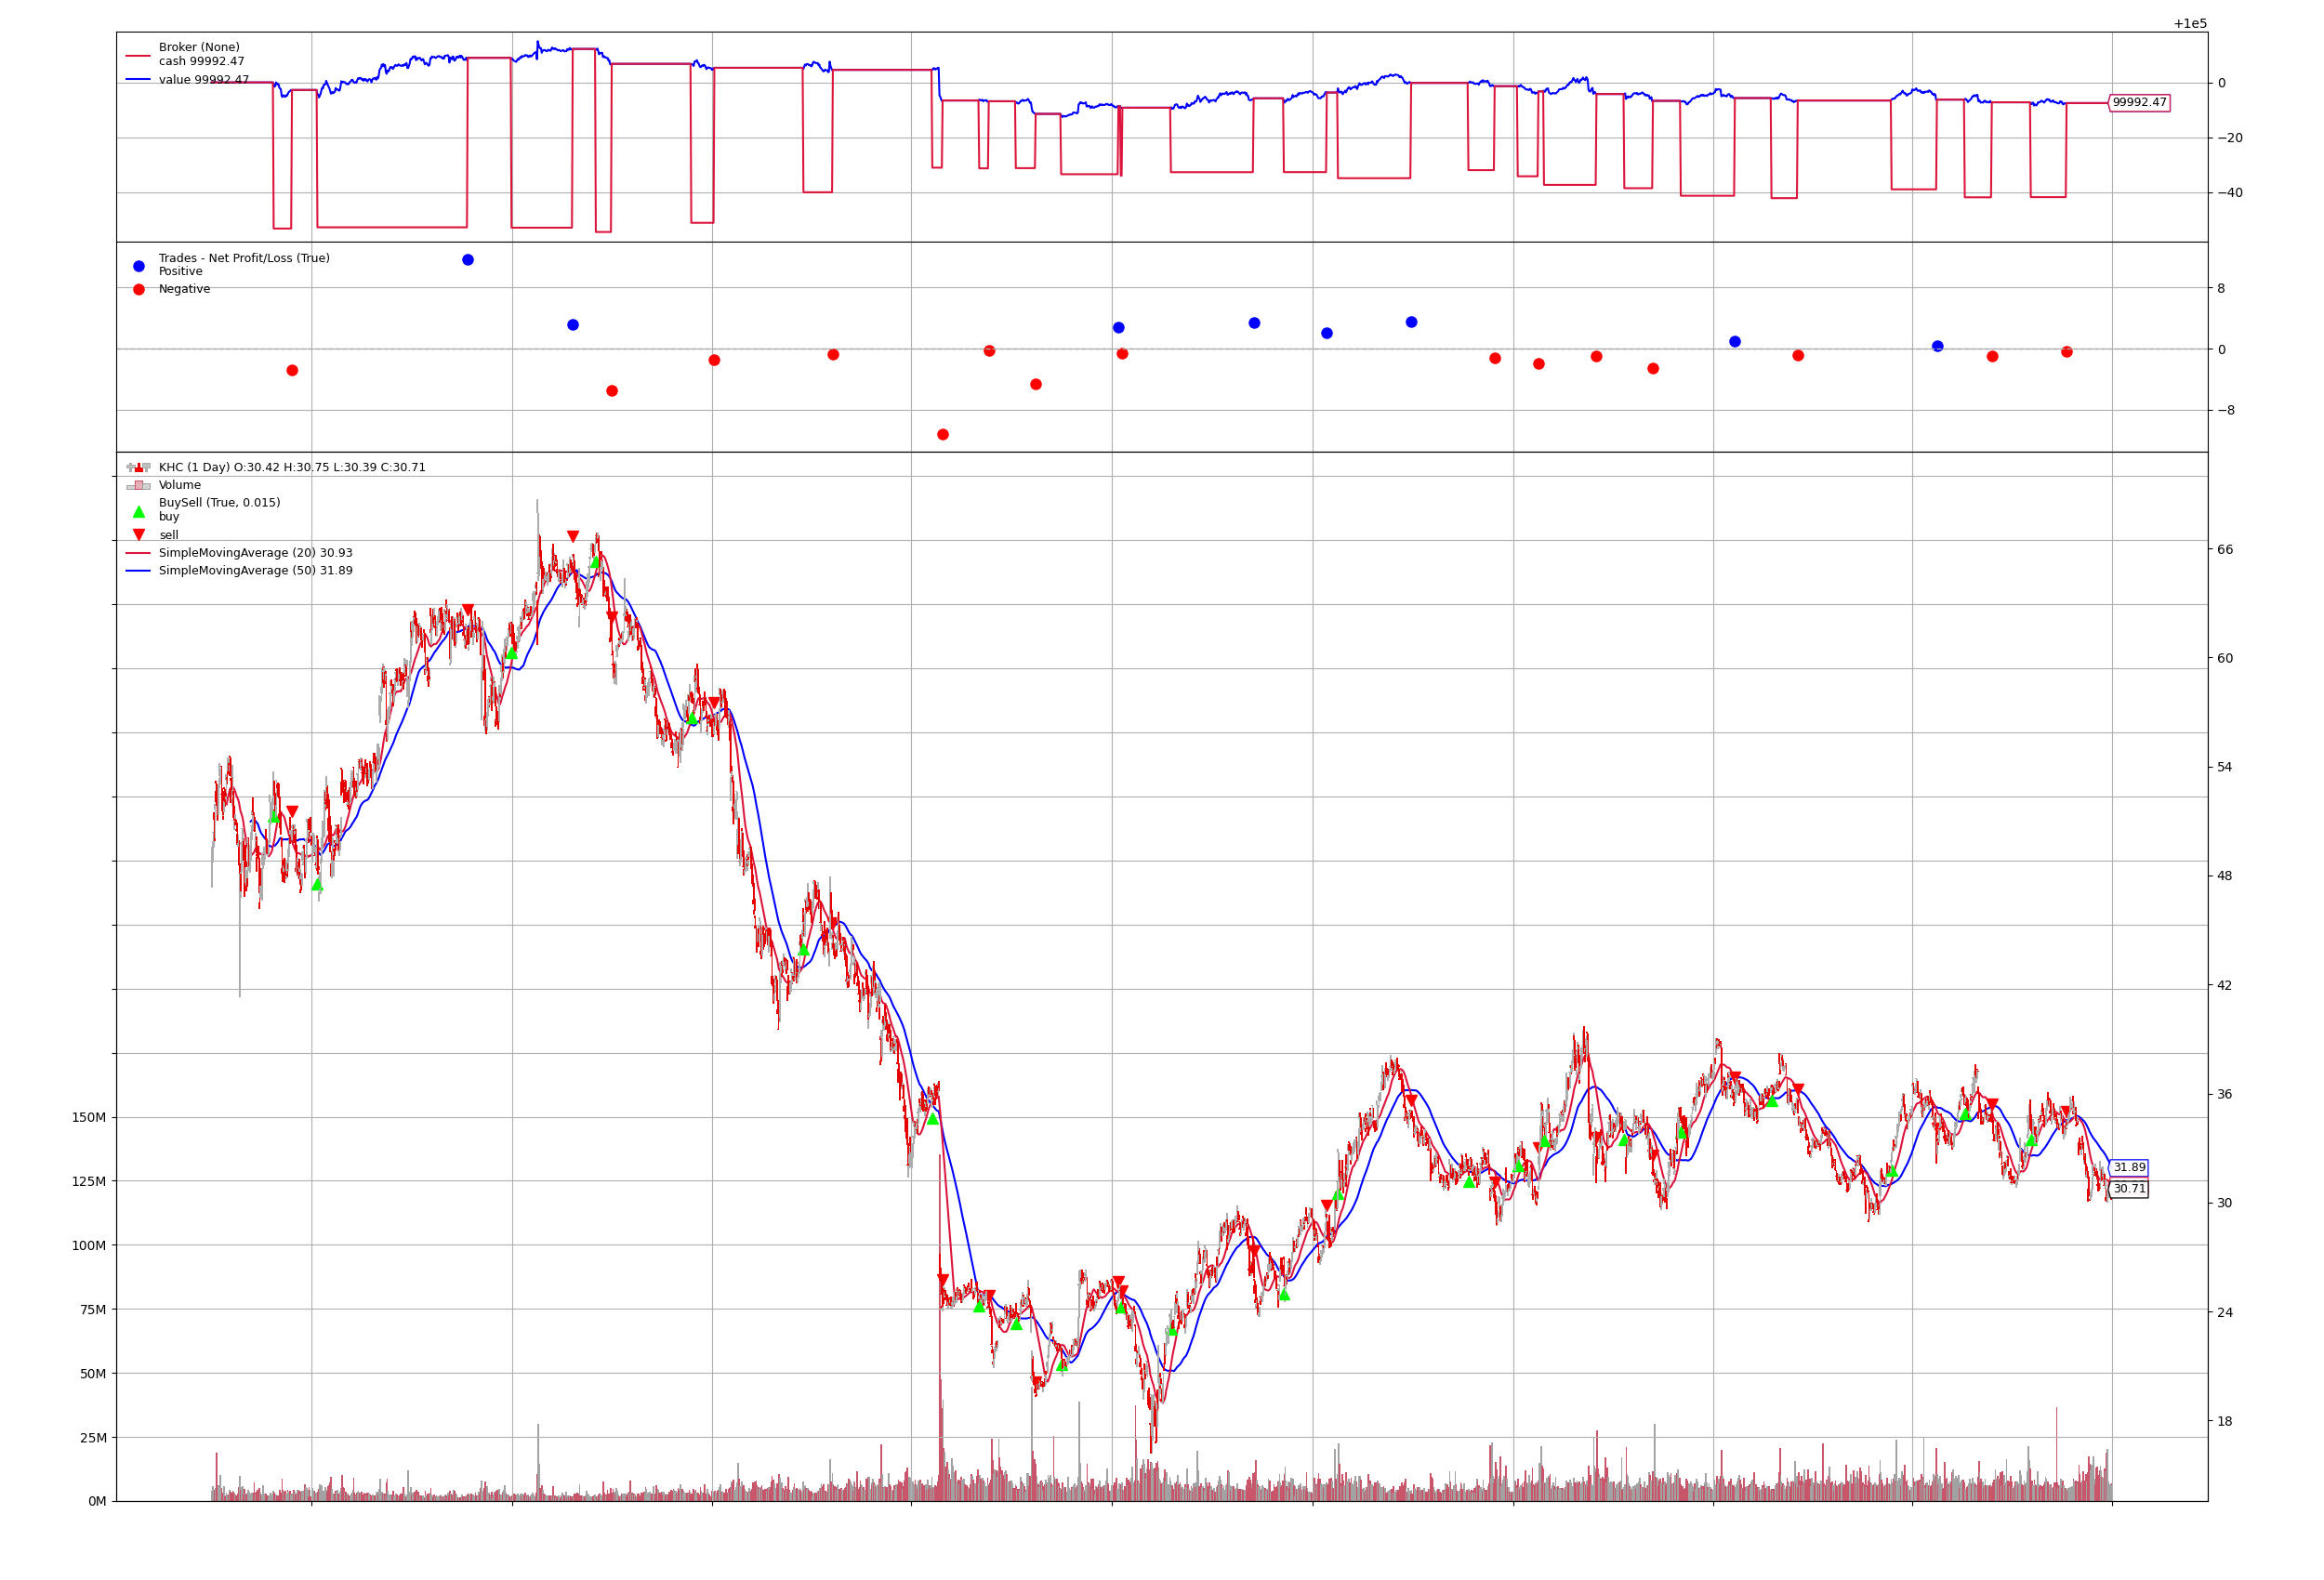 +1e5
Broker (None)
cash 99992.47
value 99992.47
0
99992.47
−20
−40
Trades - Net Profit/Loss (True)
Positive
Negative
8
0
−8
KHC (1 Day) O:30.42 H:30.75 L:30.39 C:30.71
Volume
BuySell (True, 0.015)
buy
sell
SimpleMovingAverage (20) 30.93
SimpleMovingAverage (50) 31.89
66
60
54
48
42
36
31.89
30.71
30
24
18
150M
125M
100M
75M
50M
25M
0M